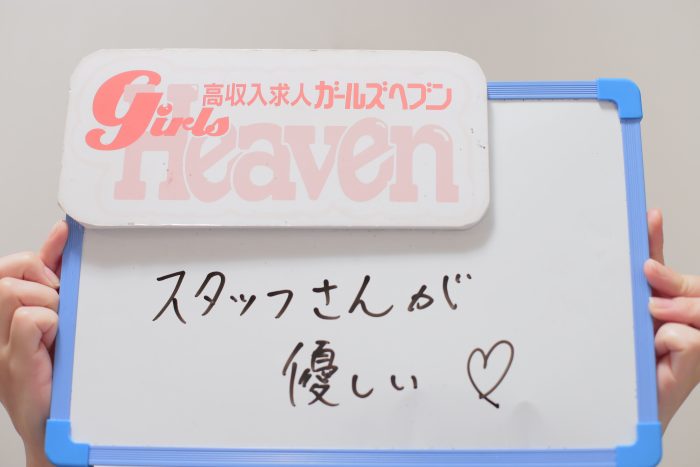 高収入求人ガールズヘブン
Girls
Heaven
スタッフさんが
優しい♡